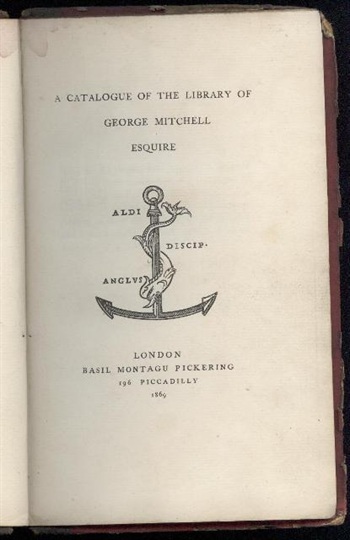 A CATALOGUE OF THE LIBRARY OF
GEORGE MITCHELL
ESQUIRE
ALDI
DISCIP.
ANGLVS
LONDON
BASIL MONTAGU PICKERING
196 PICCADILLY
1869